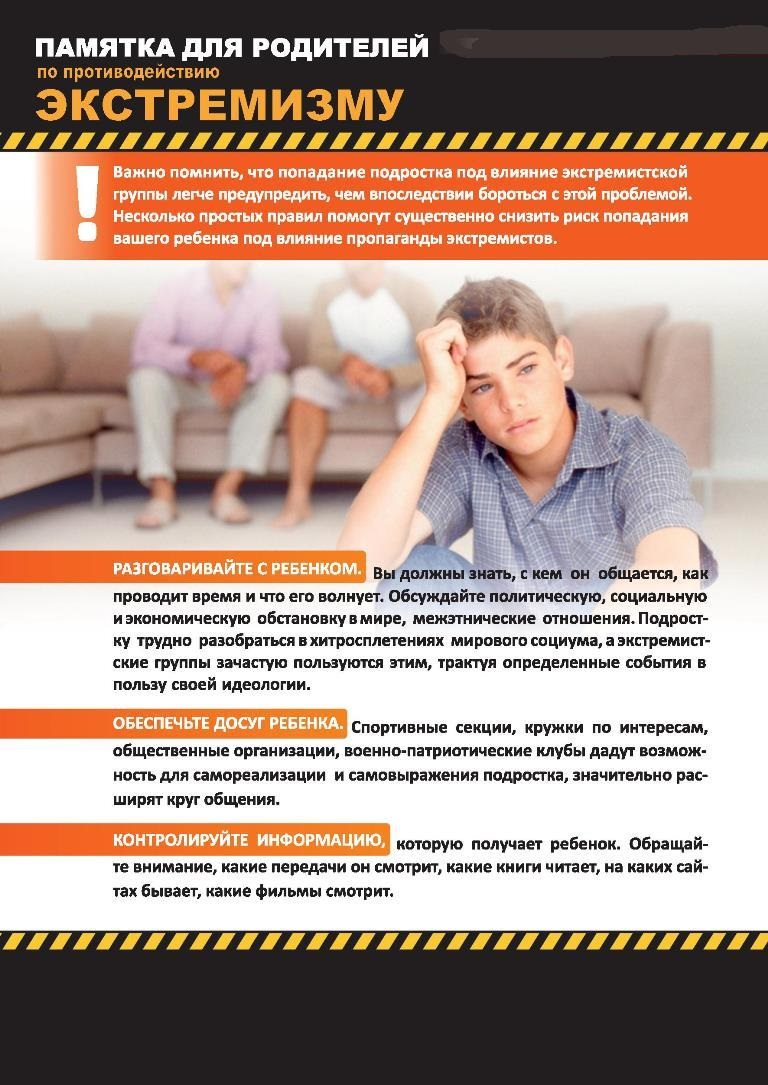 ПАМЯТКА ДЛЯ РОДИТЕЛЕЙ
по противодействию
ЭКСТРЕМИЗМУ
!
Важно помнить, что попадание подростка под влияние экстремистской
группы легче предупредить, чем впоследствии бороться с этой проблемой.
Несколько простых правил помогут существенно снизить риск попадания
вашего ребенка под влияние пропаганды экстремистов.
РАЗГОВАРИВАЙТЕ С РЕБЕНКОМ. Вы должны знать, с кем он общается, как
проводит время и что его волнует. Обсуждайте политическую, социальную
и экономическую обстановку в мире, межэтнические отношения. Подрост-
ку трудно разобраться в хитросплетениях мирового социума, а экстремист-
ские группы зачастую пользуются этим, трактуя определенные события в
пользу своей идеологии.
ОБЕСПЕЧЬТЕ ДОСУГ РЕБЕНКА. Спортивные секции, кружки по интересам,
общественные организации, военно-патриотические клубы дадут возмож-
ность для самореализации и самовыражения подростка, значительно рас-
ширят круг общения.
КОНТРОЛИРУЙТЕ ИНФОРМАЦИЮ, которую получает ребенок. Обращай-
те внимание, какие передачи он смотрит, какие книги читает, на каких сай-
тах бывает, какие фильмы смотрит.